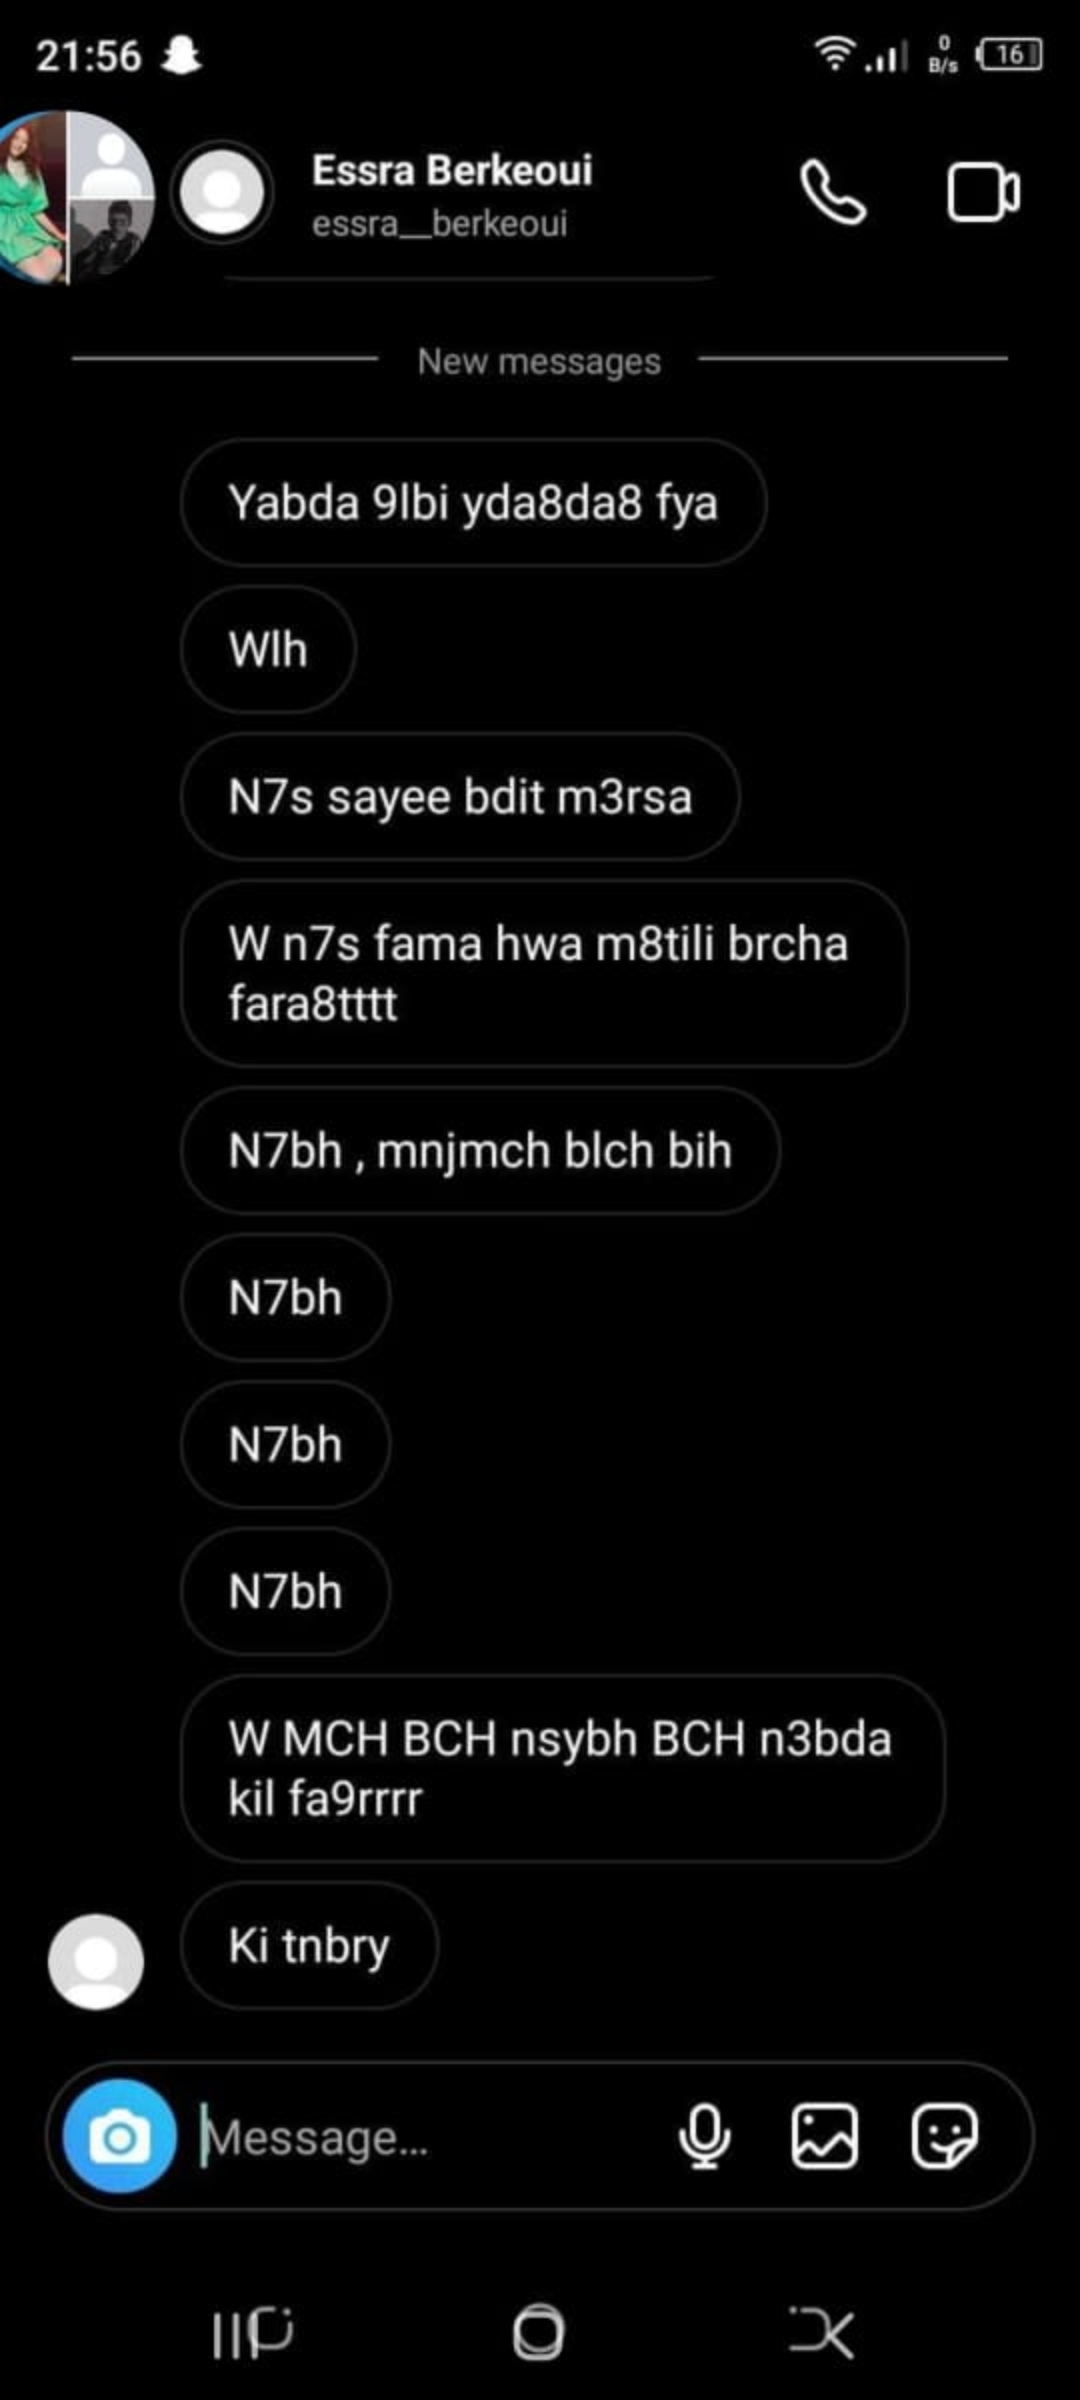 21:56
0
B/s
16
Essra Berkeoui
essra__berkeoui
New messages
Yabda 9lbi yda8da8 fya
Wlh
N7s sayee bdit m3rsa
W n7s fama hwa m8tili brcha
fara8tttt
N7bh , mnjmch blch bih
N7bh
N7bh
N7bh
W MCH BCH nsybh BCH n3bda
kil fa9rrrr
Ki tnbry
Message...